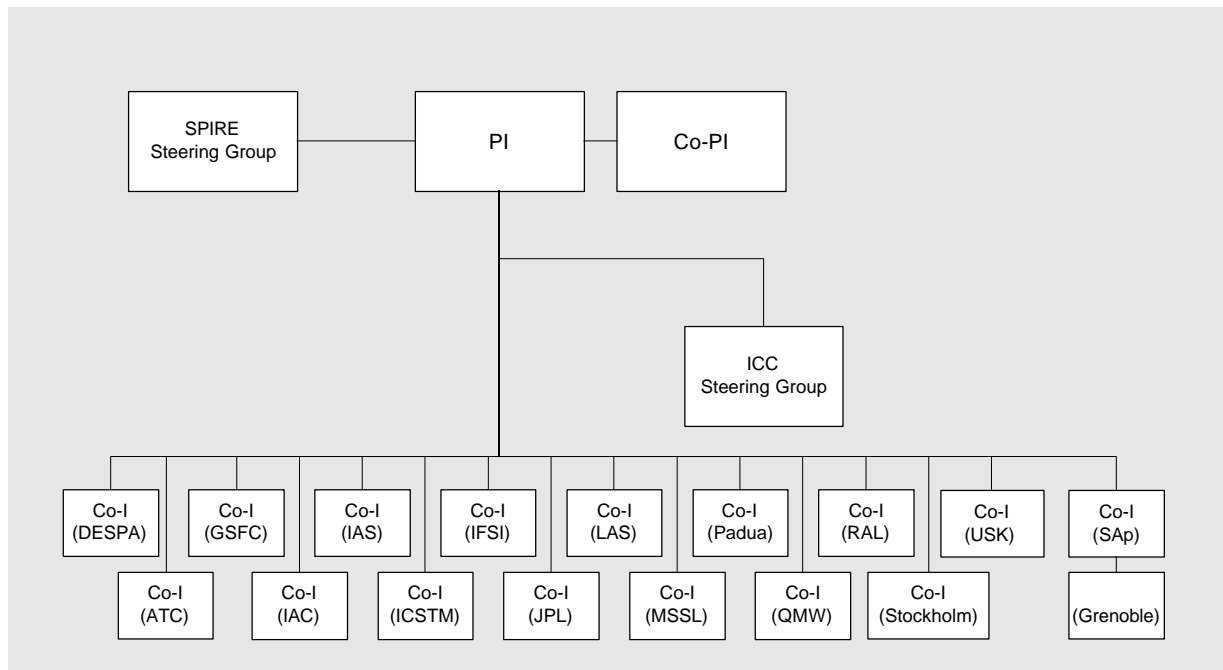 SPIRE
Steering Group
PI
Co-PI
ICC
Steering Group
Co-I
(DESPA)
Co-I
(GSFC)
Co-I
(IAS)
Co-I
(IFSI)
Co-I
(LAS)
Co-I
(Padua)
Co-I
(RAL)
Co-I
(USK)
Co-I
(SAp)
Co-I
(ATC)
Co-I
(IAC)
Co-I
(ICSTM)
Co-I
(JPL)
Co-I
(MSSL)
Co-I
(QMW)
Co-I
(Stockholm)
(Grenoble)